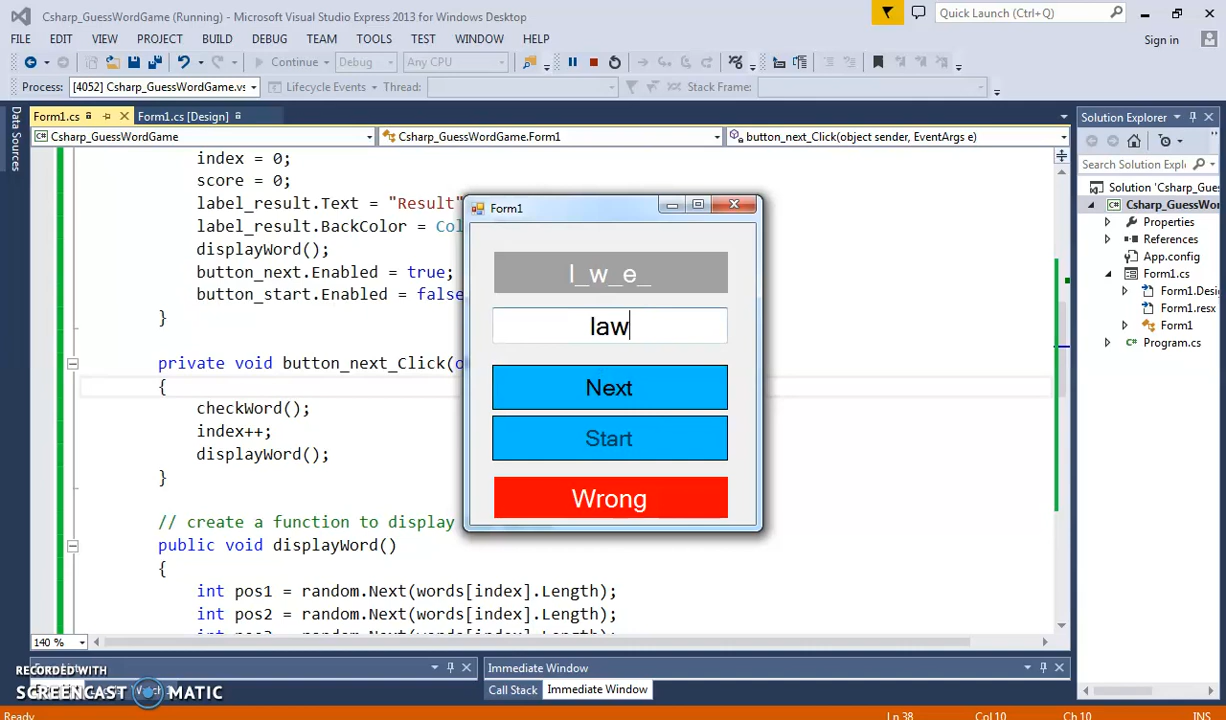 Csharp_GuessWordGame (Running) - Microsoft Visual Studio Express 2013 for Windows Desktop
Quick Launch (Ctrl+Q)
FILE EDIT VIEW PROJECT BUILD DEBUG TEAM TOOLS TEST WINDOW HELP
Sign in
Continue Debug Any CPU
Process: [4052] Csharp_GuessWordGame.vs Lifecycle Events Thread: Stack Frame:
Data Sources
Form1.cs Form1.cs [Design]
Csharp_GuessWordGame Csharp_GuessWordGame.Form1 button_next_Click(object sender, EventArgs e)
index = 0;
score = 0;
label_result.Text = "Result"
label_result.BackColor = Col
displayWord();
button_next.Enabled = true;
button_start.Enabled = false
}
private void button_next_Click(o
{
checkWord();
index++;
displayWord();
}
// create a function to display
public void displayWord()
{
int pos1 = random.Next(words[index].Length);
int pos2 = random.Next(words[index].Length);
Form1
l_w_e_
law
Next
Start
Wrong
Solution Explorer
Search Solution Explo
Solution 'Csharp_Gues
Csharp_GuessWor
Properties
References
App.config
Form1.cs
Form1.Des
Form1.resx
Form1
Program.cs
140 %
Immediate Window
Call Stack Immediate Window
RECORDED WITH
SCREENCAST MATIC
Ready Ln 38 Col 10 Ch 10 INS